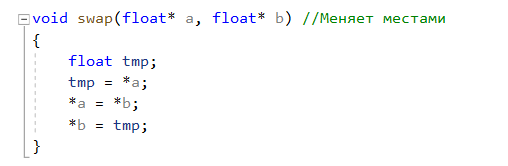 void swap(float* a, float* b) //Меняет местами
{
float tmp;
tmp = *a;
*a = *b;
*b = tmp;
}